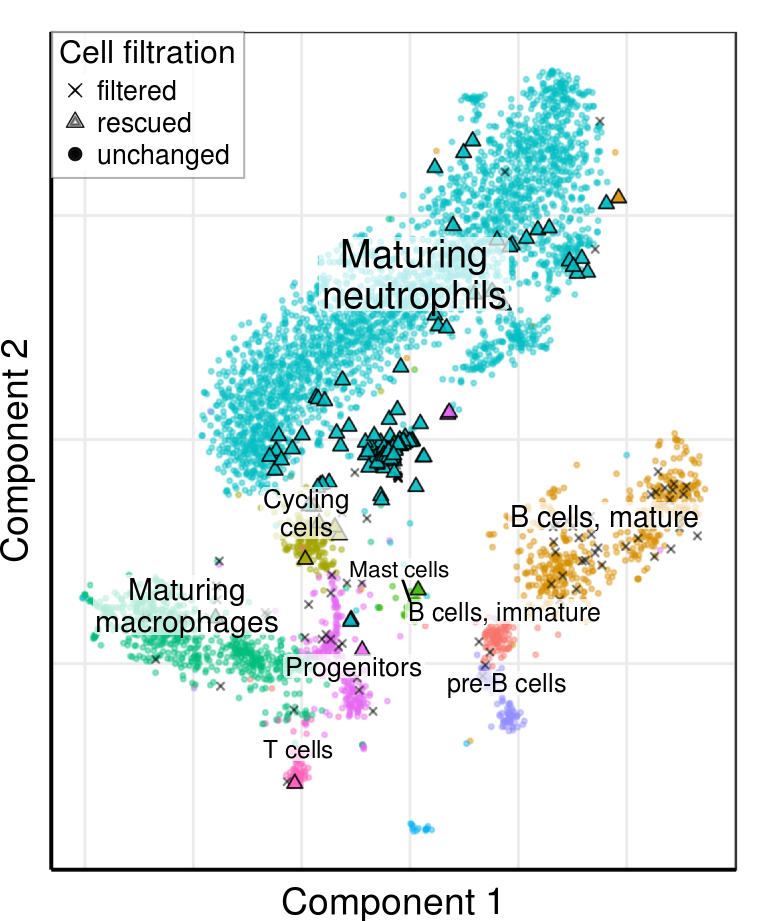 Cell filtration
filtered
rescued
unchanged
Maturing
neutrophils
Cycling
cells
B cells, mature
Mast cells
Maturing
macrophages
B cells, immature
Progenitors
pre-B cells
T cells
Component 2
Component 1